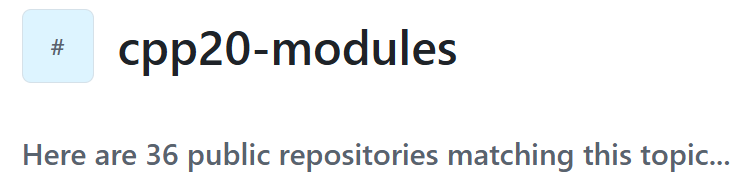 # cpp20-modules
Here are 36 public repositories matching this topic...